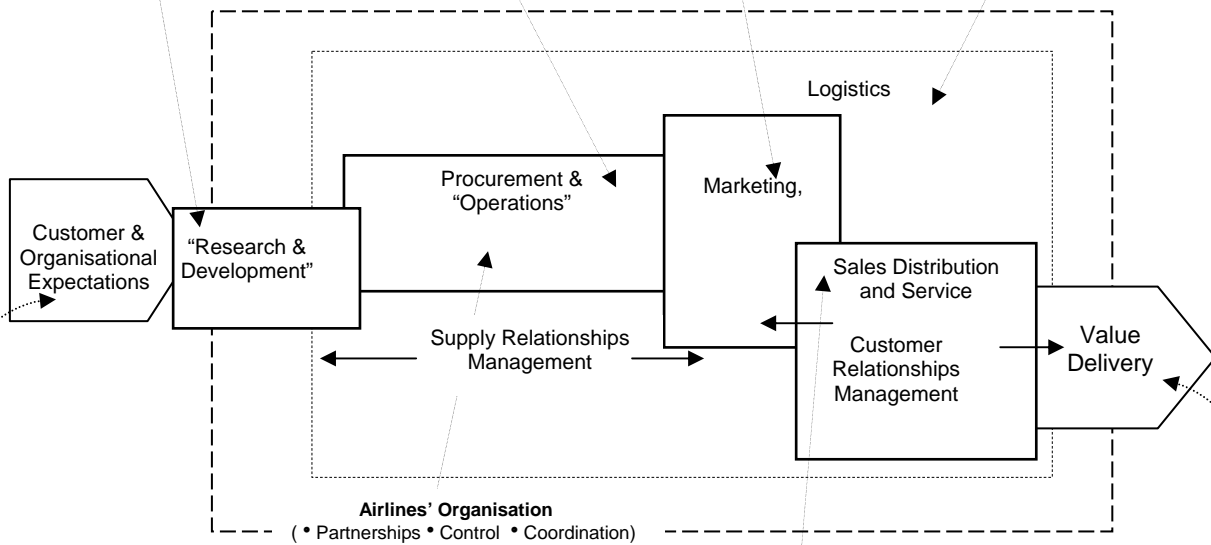 Logistics
Procurement &
“Operations”
Marketing,
Customer &
Organisational
Expectations
“Research &
Development”
Sales Distribution
and Service
Supply Relationships
Management
Customer
Relationships
Management
Value
Delivery
Airlines’ Organisation
( • Partnerships • Control • Coordination)